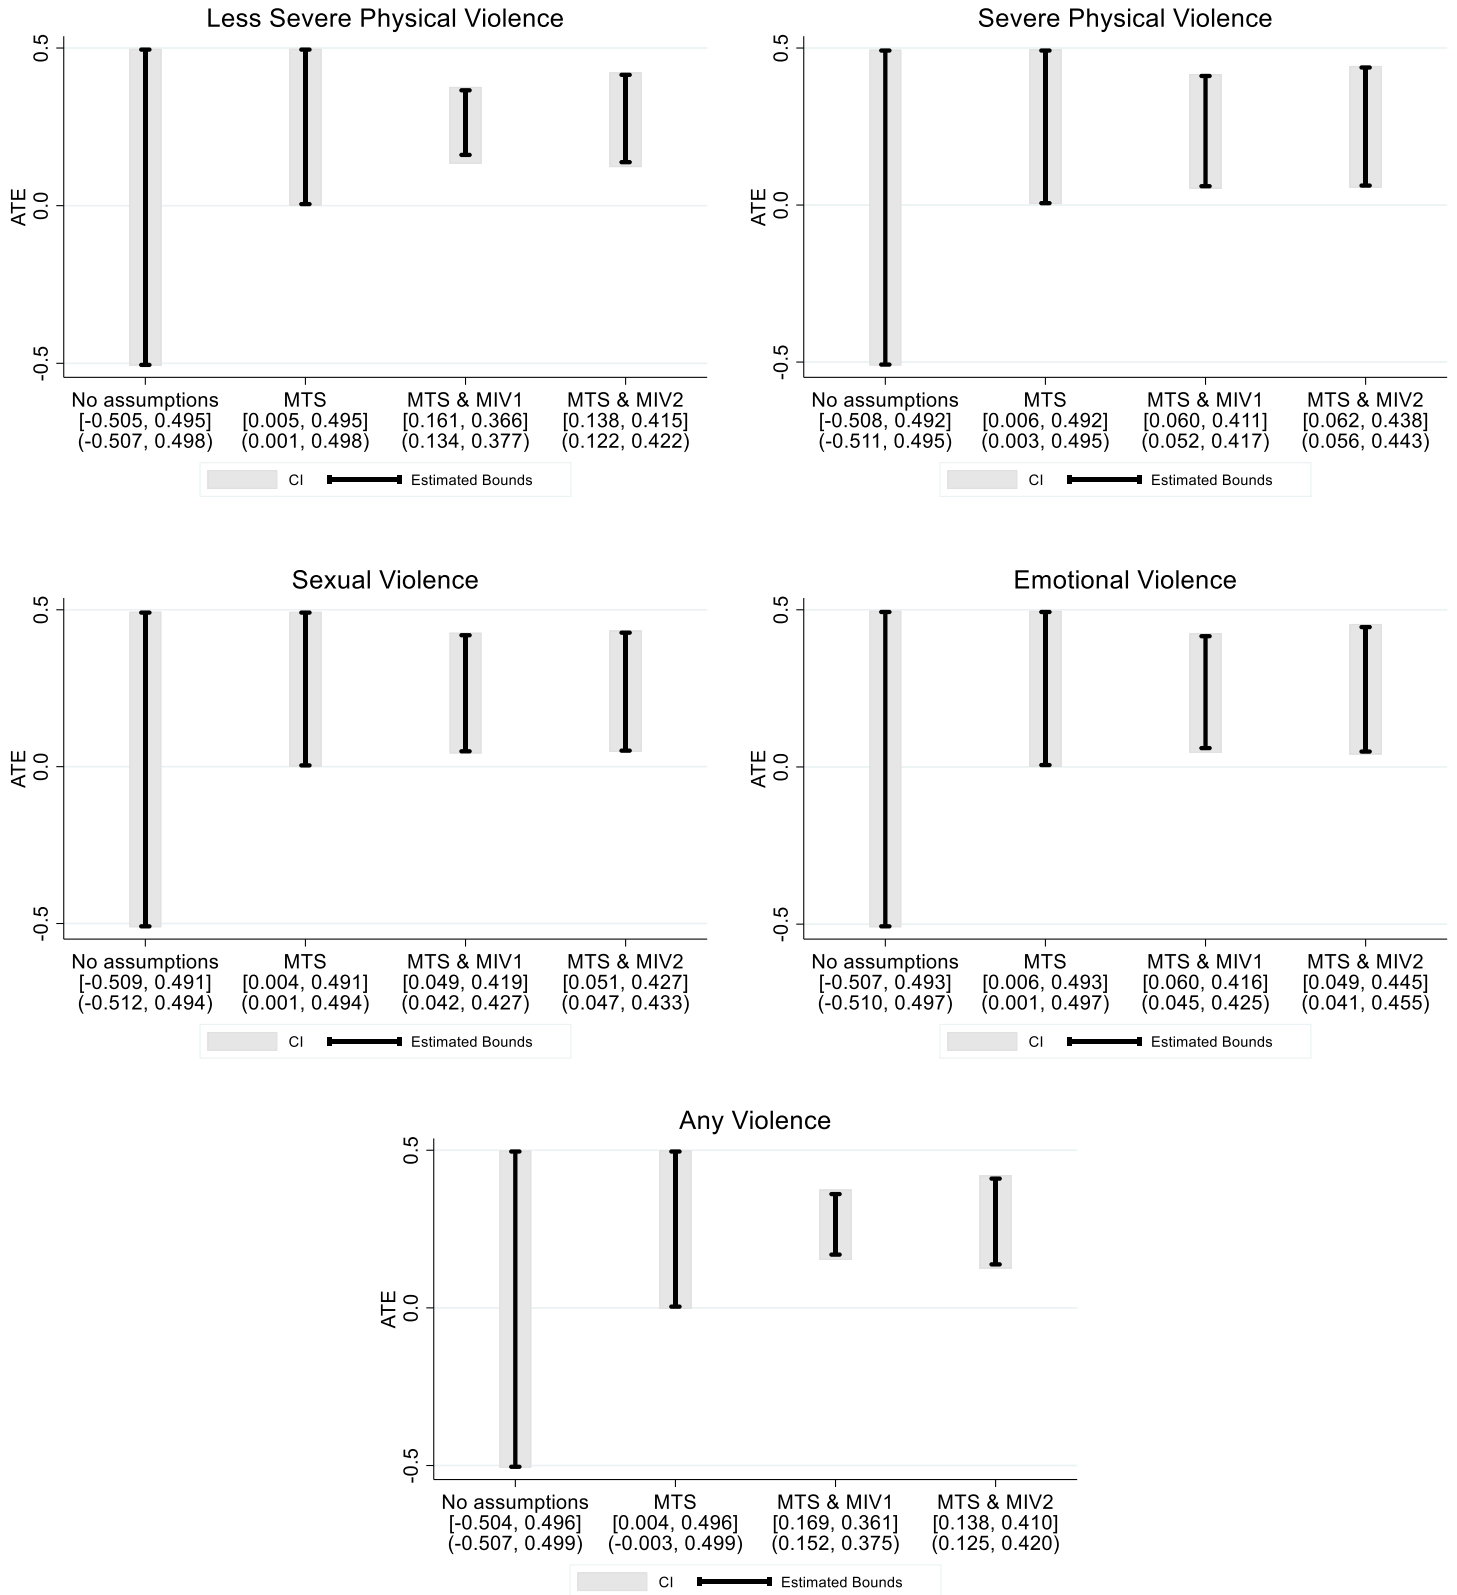 Less Severe Physical Violence
ATE
0.5
0.0
-0.5
No assumptions MTS MTS & MIV1 MTS & MIV2
[-0.505, 0.495] [0.005, 0.495] [0.161, 0.366] [0.138, 0.415]
(-0.507, 0.498) (0.001, 0.498) (0.134, 0.377) (0.122, 0.422)
CI Estimated Bounds
Severe Physical Violence
ATE
0.5
0.0
-0.5
No assumptions MTS MTS & MIV1 MTS & MIV2
[-0.508, 0.492] [0.006, 0.492] [0.060, 0.411] [0.062, 0.438]
(-0.511, 0.495) (0.003, 0.495) (0.052, 0.417) (0.056, 0.443)
CI Estimated Bounds
Sexual Violence
ATE
0.5
0.0
-0.5
No assumptions MTS MTS & MIV1 MTS & MIV2
[-0.509, 0.491] [0.004, 0.491] [0.049, 0.419] [0.051, 0.427]
(-0.512, 0.494) (0.001, 0.494) (0.042, 0.427) (0.047, 0.433)
CI Estimated Bounds
Emotional Violence
ATE
0.5
0.0
-0.5
No assumptions MTS MTS & MIV1 MTS & MIV2
[-0.507, 0.493] [0.006, 0.493] [0.060, 0.416] [0.049, 0.445]
(-0.510, 0.497) (0.001, 0.497) (0.045, 0.425) (0.041, 0.455)
CI Estimated Bounds
Any Violence
ATE
0.5
0.0
-0.5
No assumptions MTS MTS & MIV1 MTS & MIV2
[-0.504, 0.496] [0.004, 0.496] [0.169, 0.361] [0.138, 0.410]
(-0.507, 0.499) (-0.003, 0.499) (0.152, 0.375) (0.125, 0.420)
CI Estimated Bounds